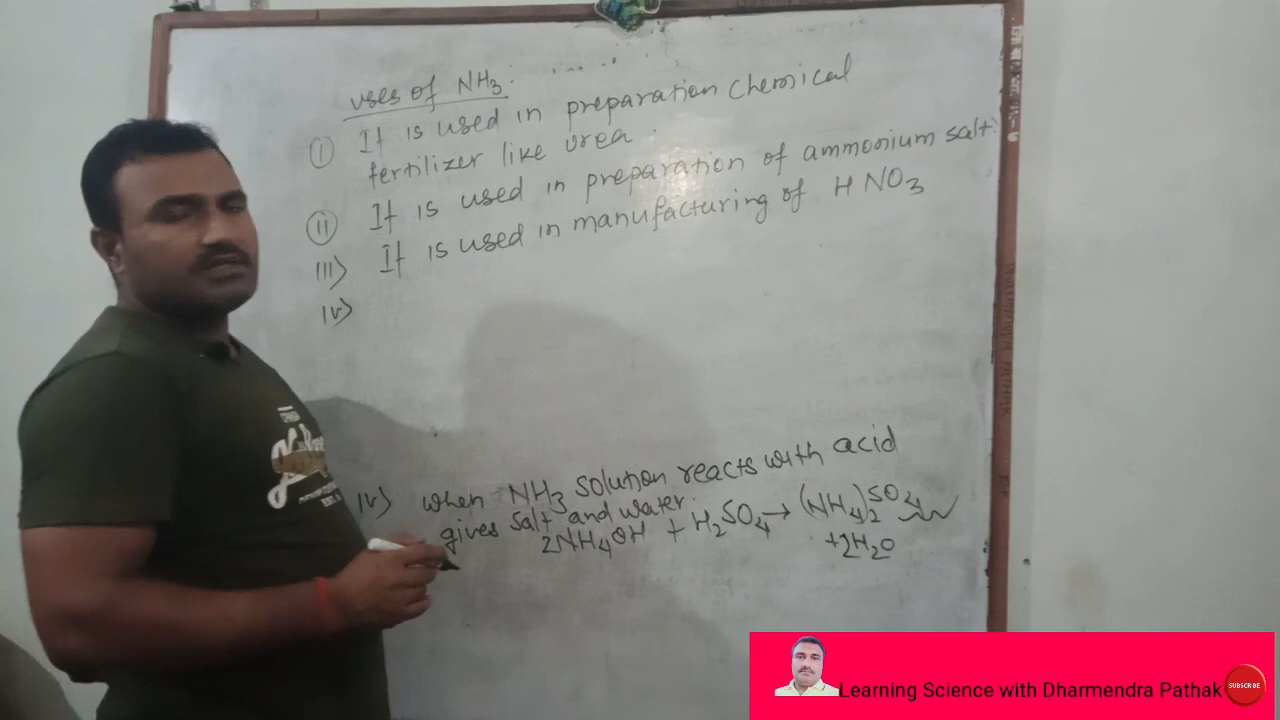 uses of NH3: ......
(i) It is used in preparation chemical
fertilizer like urea.
(ii) It is used in preparation of ammonium salt.
iii) It is used in manufacturing of HNO3
iv)
iv) when NH3 solution reacts with acid
gives salt and water.
2NH4OH + H2SO4 → (NH4)2SO4
+2H2O
Learning Science with Dharmendra Pathak
SUBSCRIBE